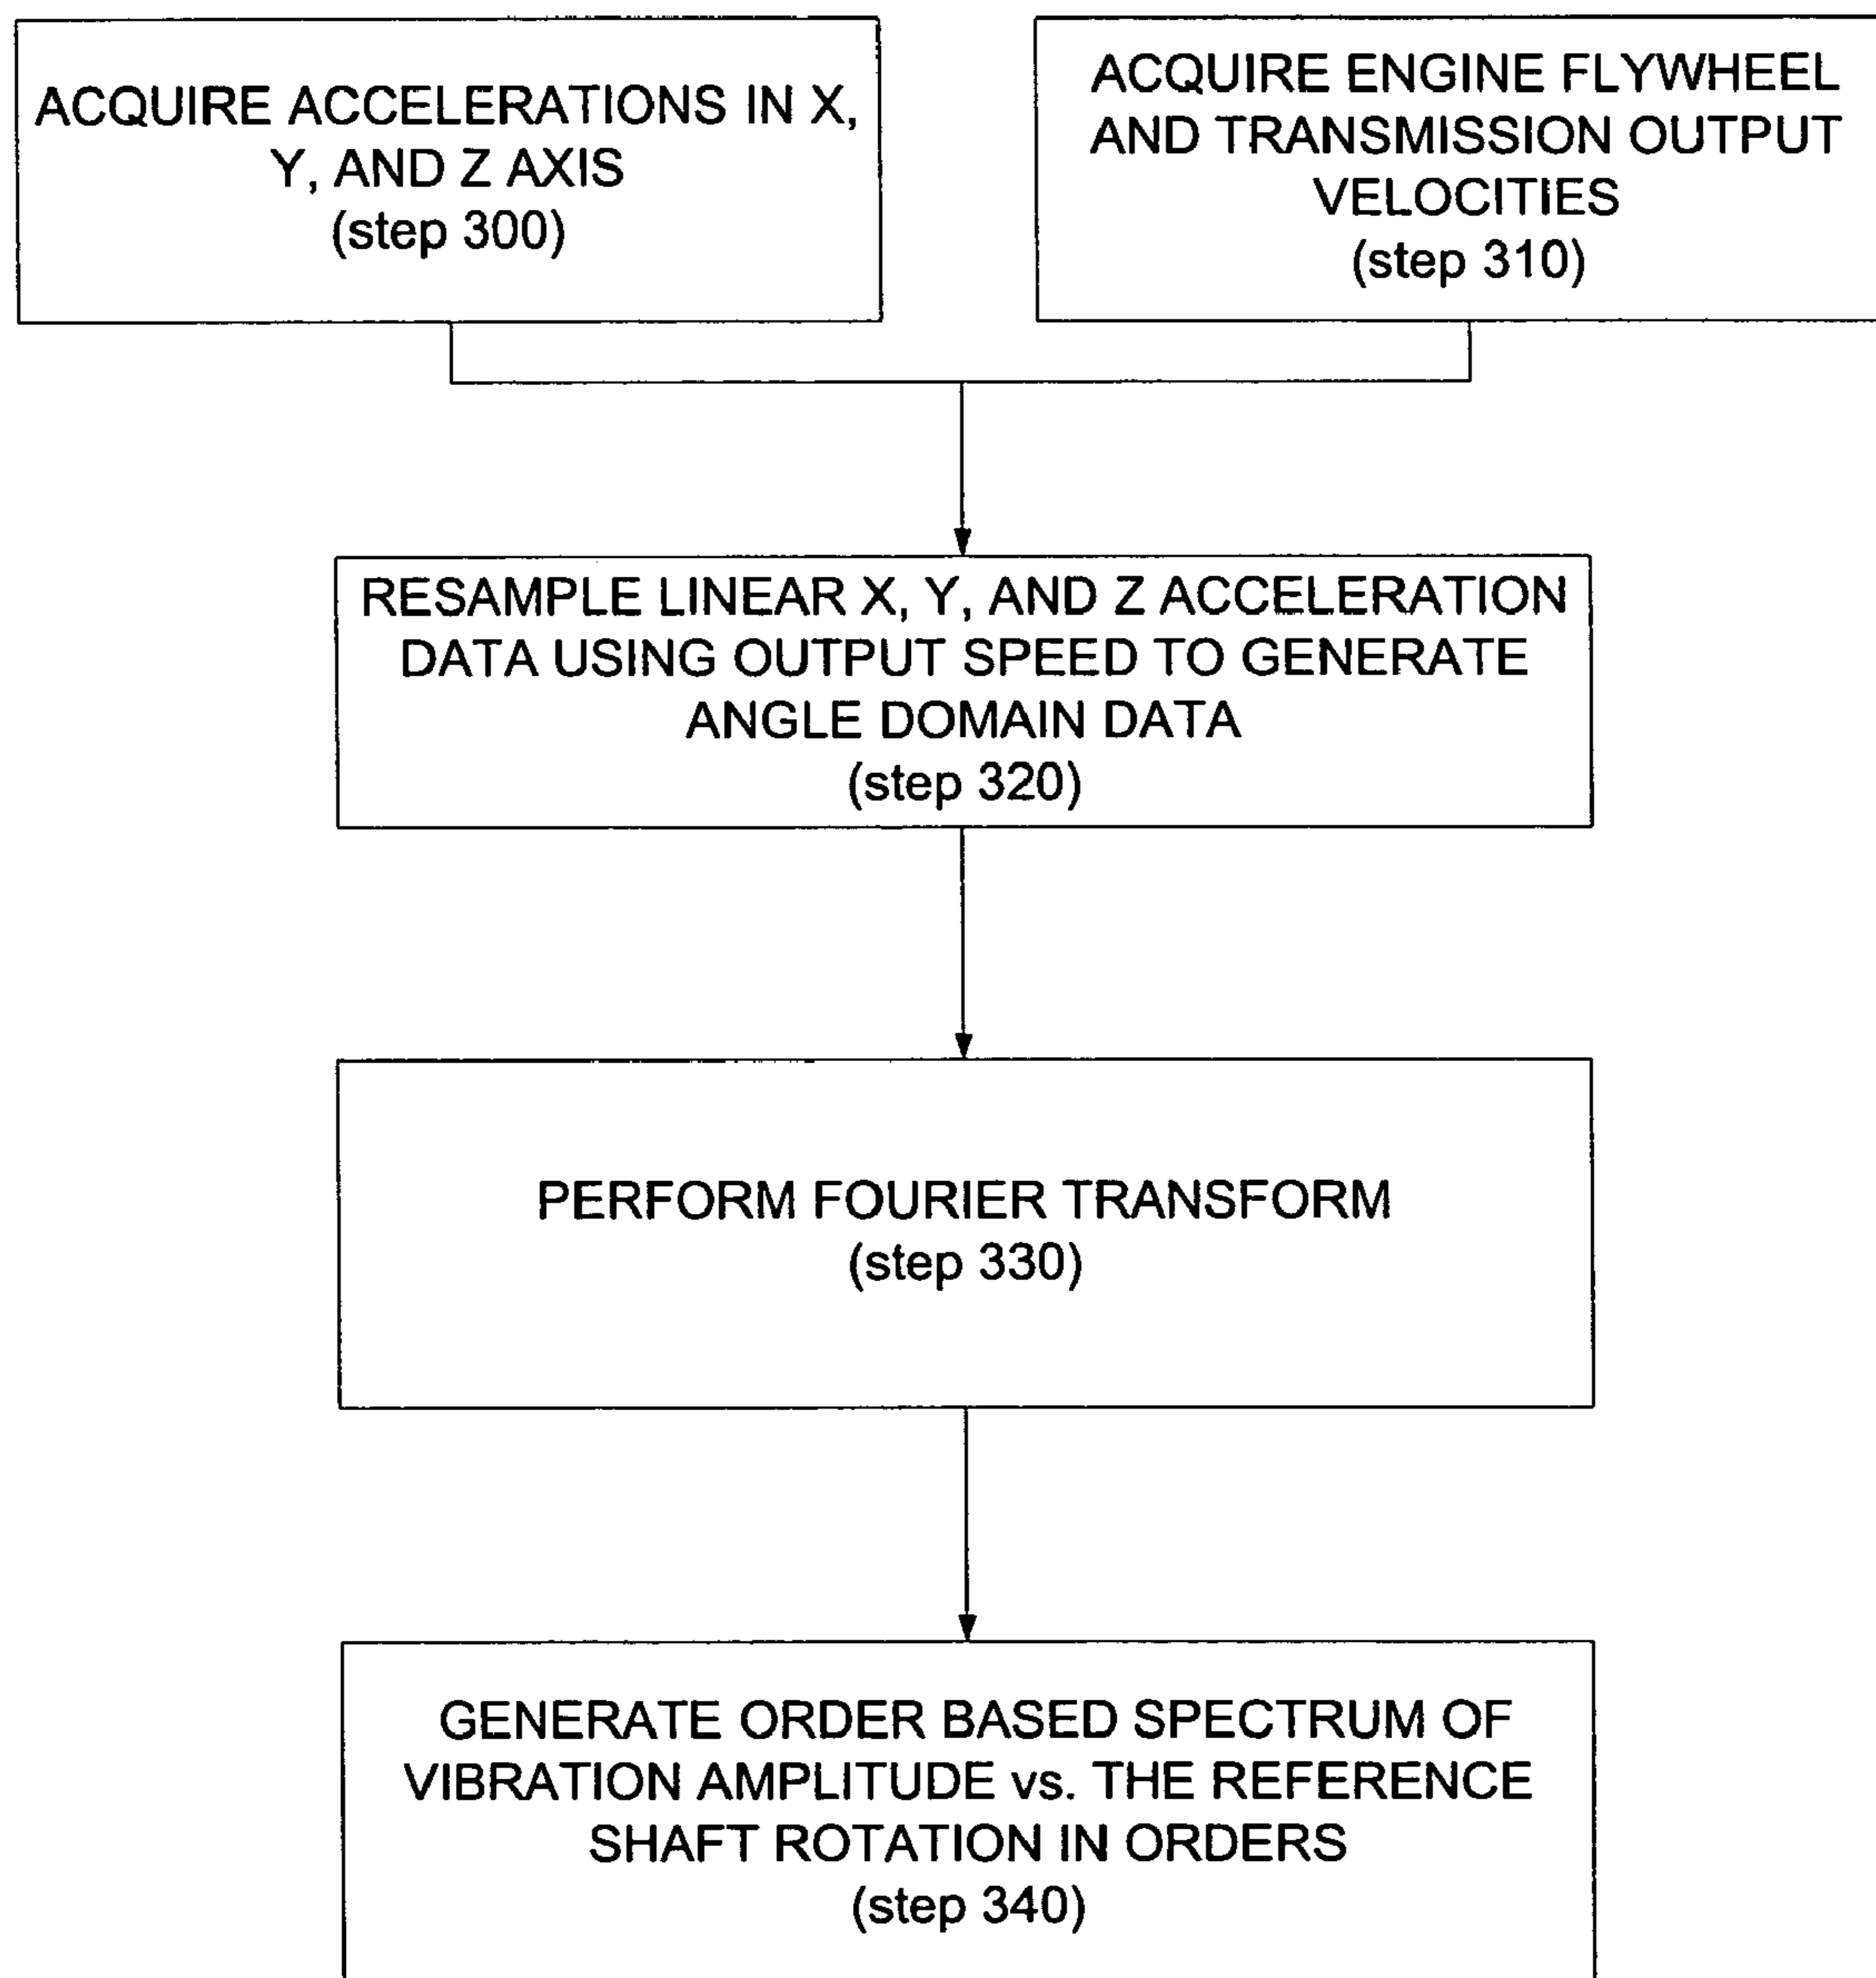 ACQUIRE ACCELERATIONS IN X,
Y, AND Z AXIS
(step 300)
ACQUIRE ENGINE FLYWHEEL
AND TRANSMISSION OUTPUT
VELOCITIES
(step 310)
RESAMPLE LINEAR X, Y, AND Z ACCELERATION
DATA USING OUTPUT SPEED TO GENERATE
ANGLE DOMAIN DATA
(step 320)
PERFORM FOURIER TRANSFORM
(step 330)
GENERATE ORDER BASED SPECTRUM OF
VIBRATION AMPLITUDE vs. THE REFERENCE
SHAFT ROTATION IN ORDERS
(step 340)